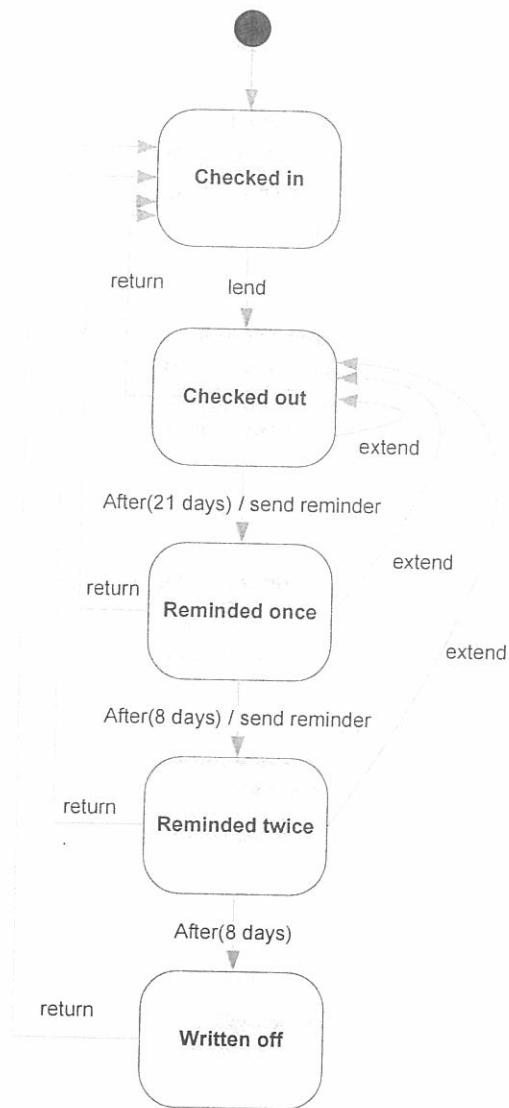 Checked in
return
lend
Checked out
extend
After(21 days) / send reminder
extend
return
Reminded once
extend
After(8 days) / send reminder
return
Reminded twice
After(8 days)
return
Written off